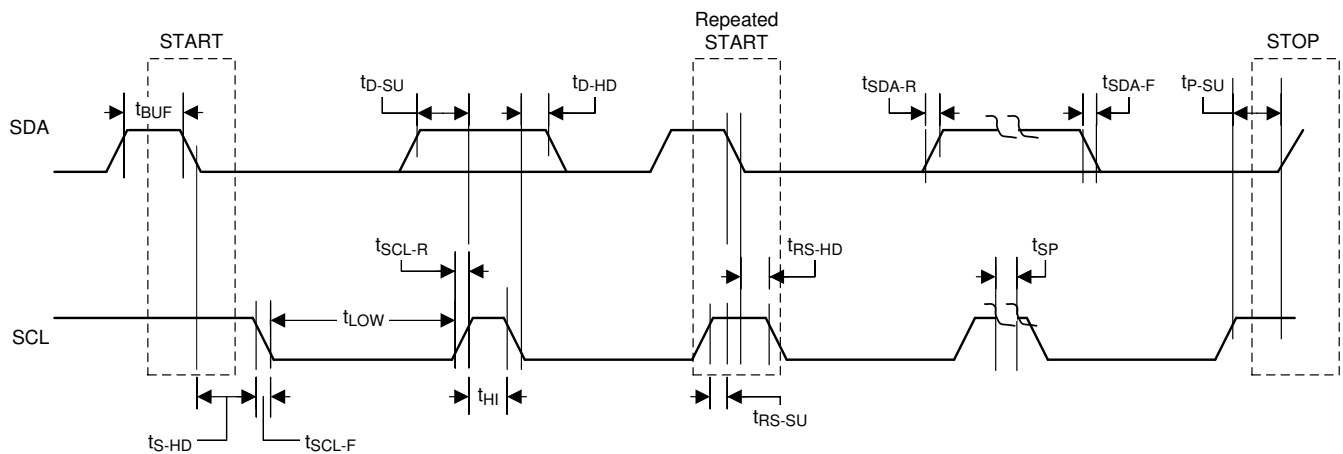 Repeated
START
START
STOP
tD-SU
tD-HD
tSDA-R
tSDA-F
tP-SU
tBUF
SDA
tSCL-R
tRS-HD
tSP
tLOW
SCL
tHI
tRS-SU
tS-HD
tSCL-F